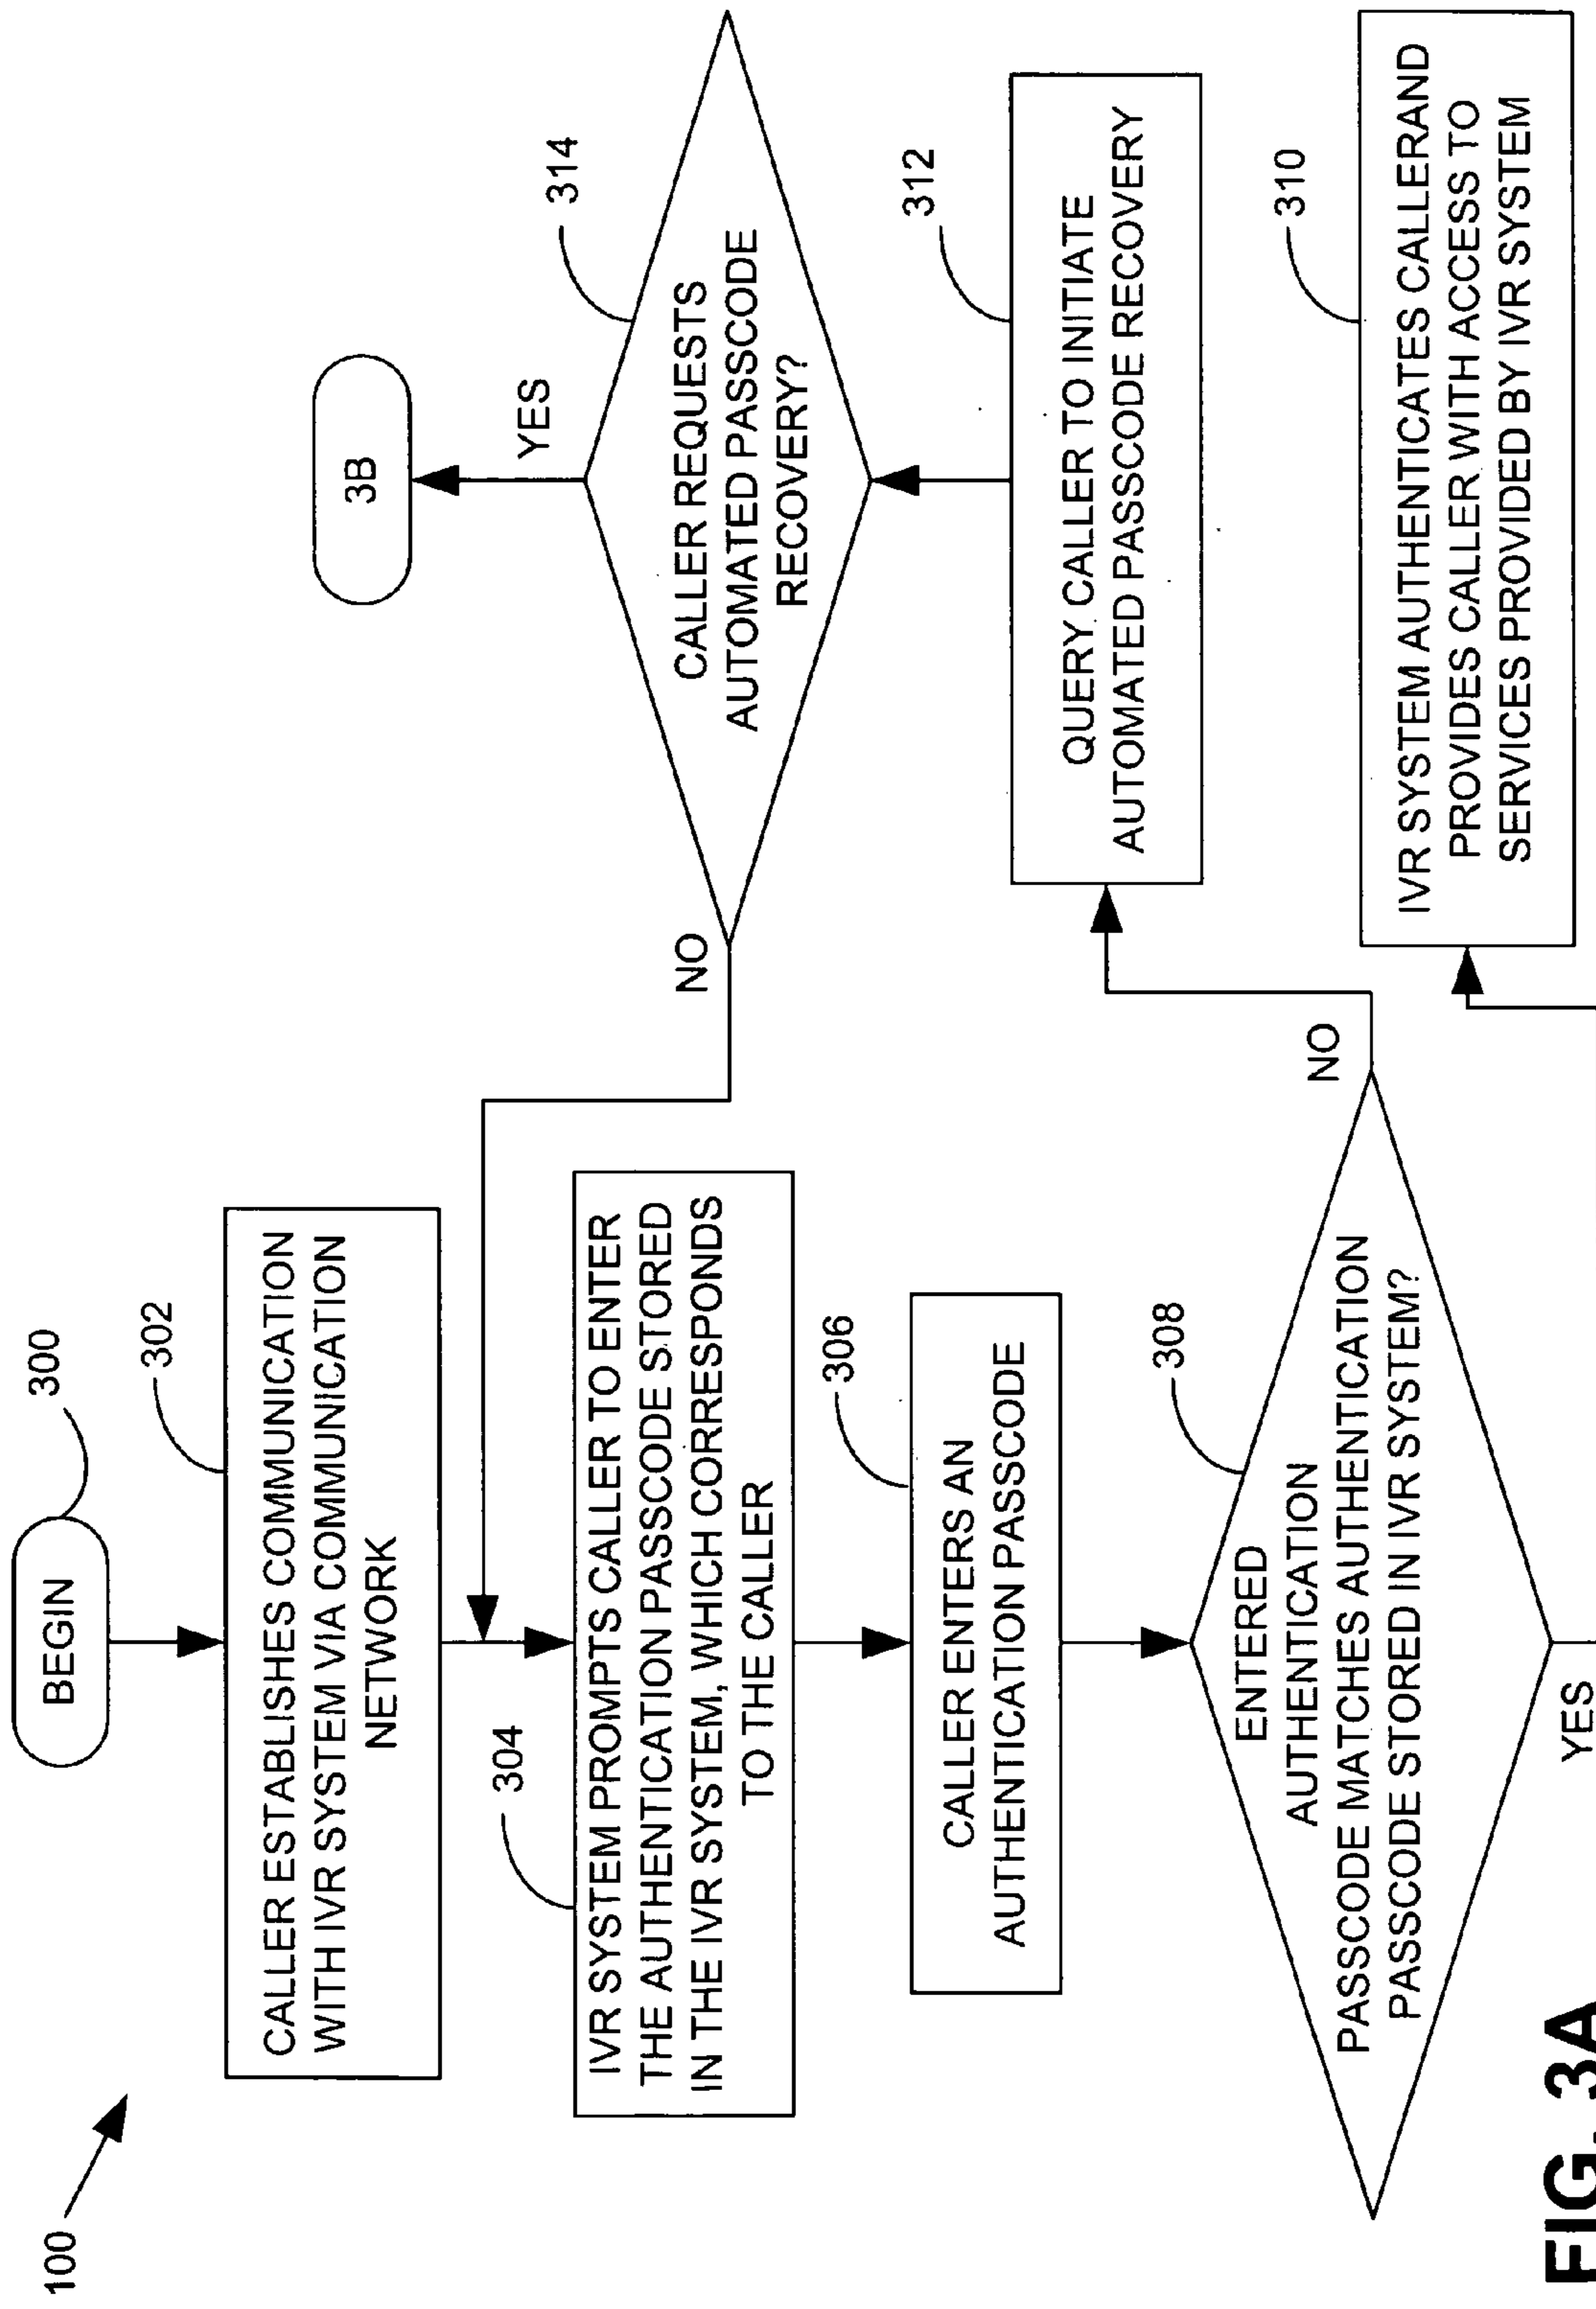 100
BEGIN
300
CALLER ESTABLISHES COMMUNICATION
WITH IVR SYSTEM VIA COMMUNICATION
NETWORK
302
304
IVR SYSTEM PROMPTS CALLER TO ENTER
THE AUTHENTICATION PASSCODE STORED
IN THE IVR SYSTEM, WHICH CORRESPONDS
TO THE CALLER
306
CALLER ENTERS AN
AUTHENTICATION PASSCODE
308
ENTERED
AUTHENTICATION
PASSCODE MATCHES AUTHENTICATION
PASSCODE STORED IN IVR SYSTEM?
NO
YES
3B
YES
314
CALLER REQUESTS
AUTOMATED PASSCODE
RECOVERY?
NO
312
QUERY CALLER TO INITIATE
AUTOMATED PASSCODE RECOVERY
310
IVR SYSTEM AUTHENTICATES CALLERAND
PROVIDES CALLER WITH ACCESS TO
SERVICES PROVIDED BY IVR SYSTEM
FIG. 3A